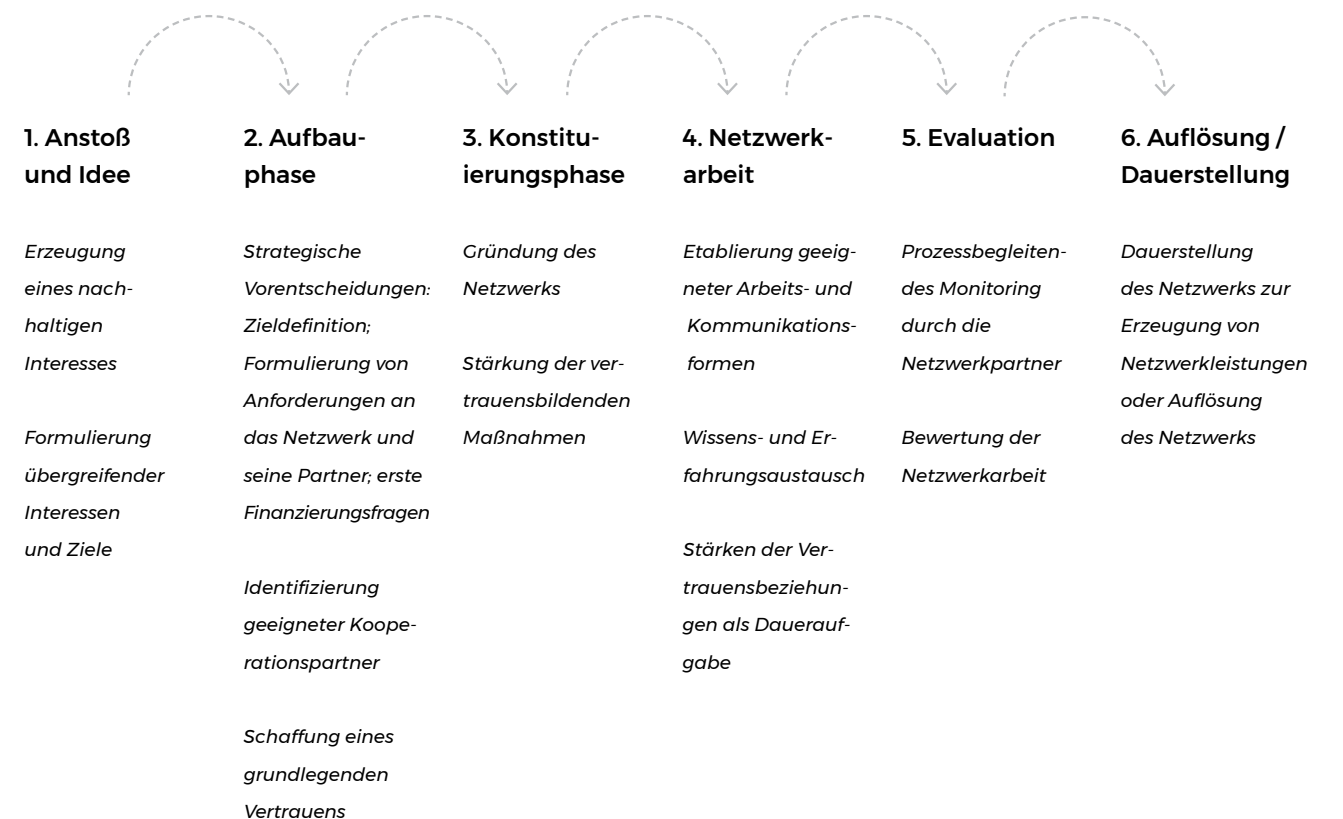 1. Anstoß
und Idee
Erzeugung
eines nach-
haltigen
Interesses
Formulierung
übergreifender
Interessen
und Ziele
2. Aufbau-
phase
Strategische
Vorentscheidungen:
Zieldefinition;
Formulierung von
Anforderungen an
das Netzwerk und
seine Partner; erste
Finanzierungsfragen
Identifizierung
geeigneter Koope-
rationspartner
Schaffung eines
grundlegenden
Vertrauens
3. Konstitu-
ierungsphase
Gründung des
Netzwerks
Stärkung der ver-
trauensbildenden
Maßnahmen
4. Netzwerk-
arbeit
Etablierung geeig-
neter Arbeits- und
Kommunikations-
formen
Wissens- und Er-
fahrungsaustausch
Stärken der Ver-
trauensbeziehun-
gen als Dauerauf-
gabe
5. Evaluation
Prozessbegleiten-
des Monitoring
durch die
Netzwerkpartner
Bewertung der
Netzwerkarbeit
6. Auflösung /
Dauerstellung
Dauerstellung
des Netzwerks zur
Erzeugung von
Netzwerkleistungen
oder Auflösung
des Netzwerks